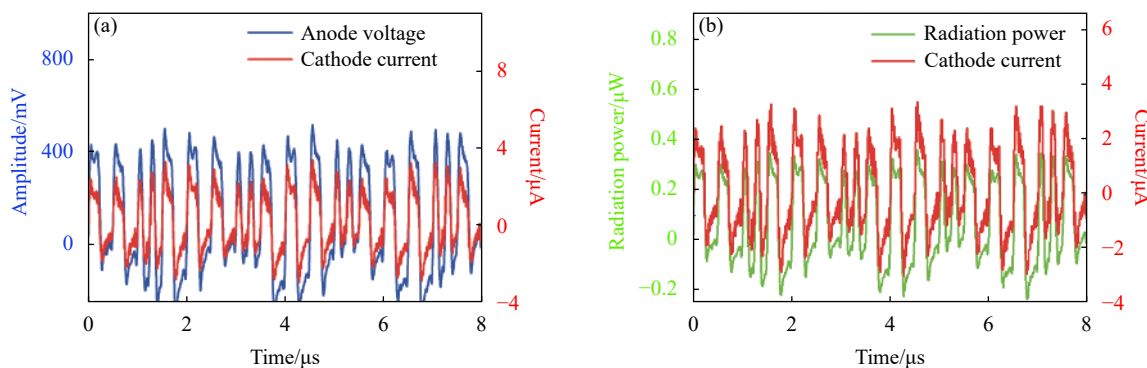 (a)
Anode voltage
Cathode current
800
400
0
8
4
0
−4
0
2
4
6
8
Amplitude/mV
Current/μA
Time/μs
(b)
Radiation power
Cathode current
0.8
0.6
0.4
0.2
0
−0.2
6
4
2
0
−2
−4
0
2
4
6
8
Radiation power/μW
Current/μA
Time/μs